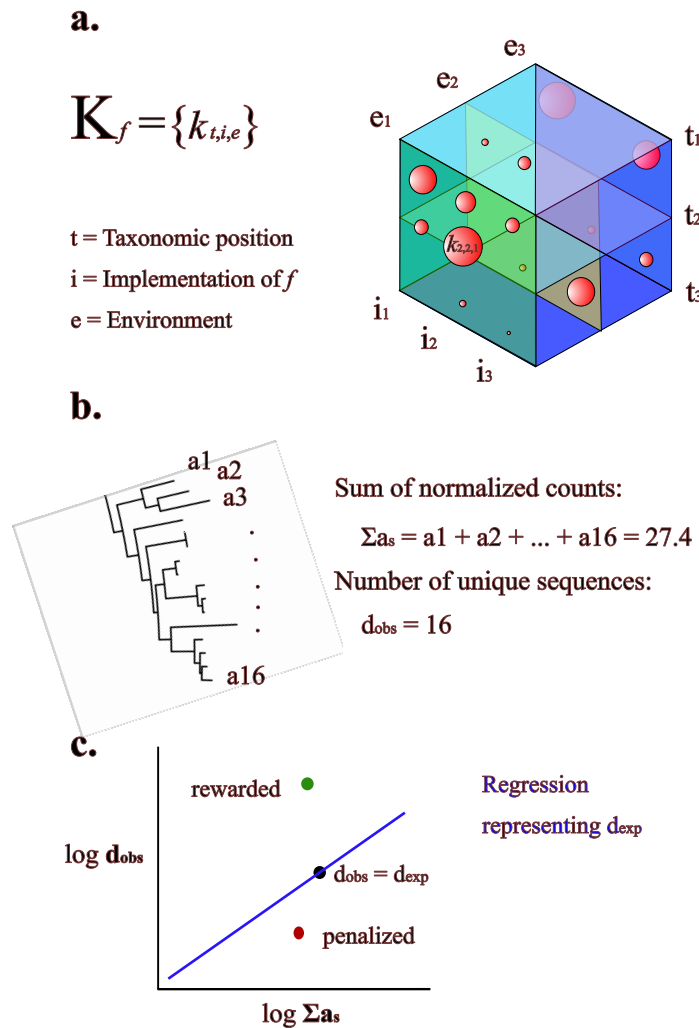 a.
K f = {k t,i,e}
t = Taxonomic position
i = Implementation of f
e = Environment
e1
e2
e3
t1
t2
t3
i1
i2
i3
k2,2,1
b.
a1
a2
a3
a16
Sum of normalized counts:
Σas = a1 + a2 + ... + a16 = 27.4
Number of unique sequences:
dobs = 16
c.
rewarded
Regression
representing dexp
log dobs
dobs = dexp
penalized
log Σas